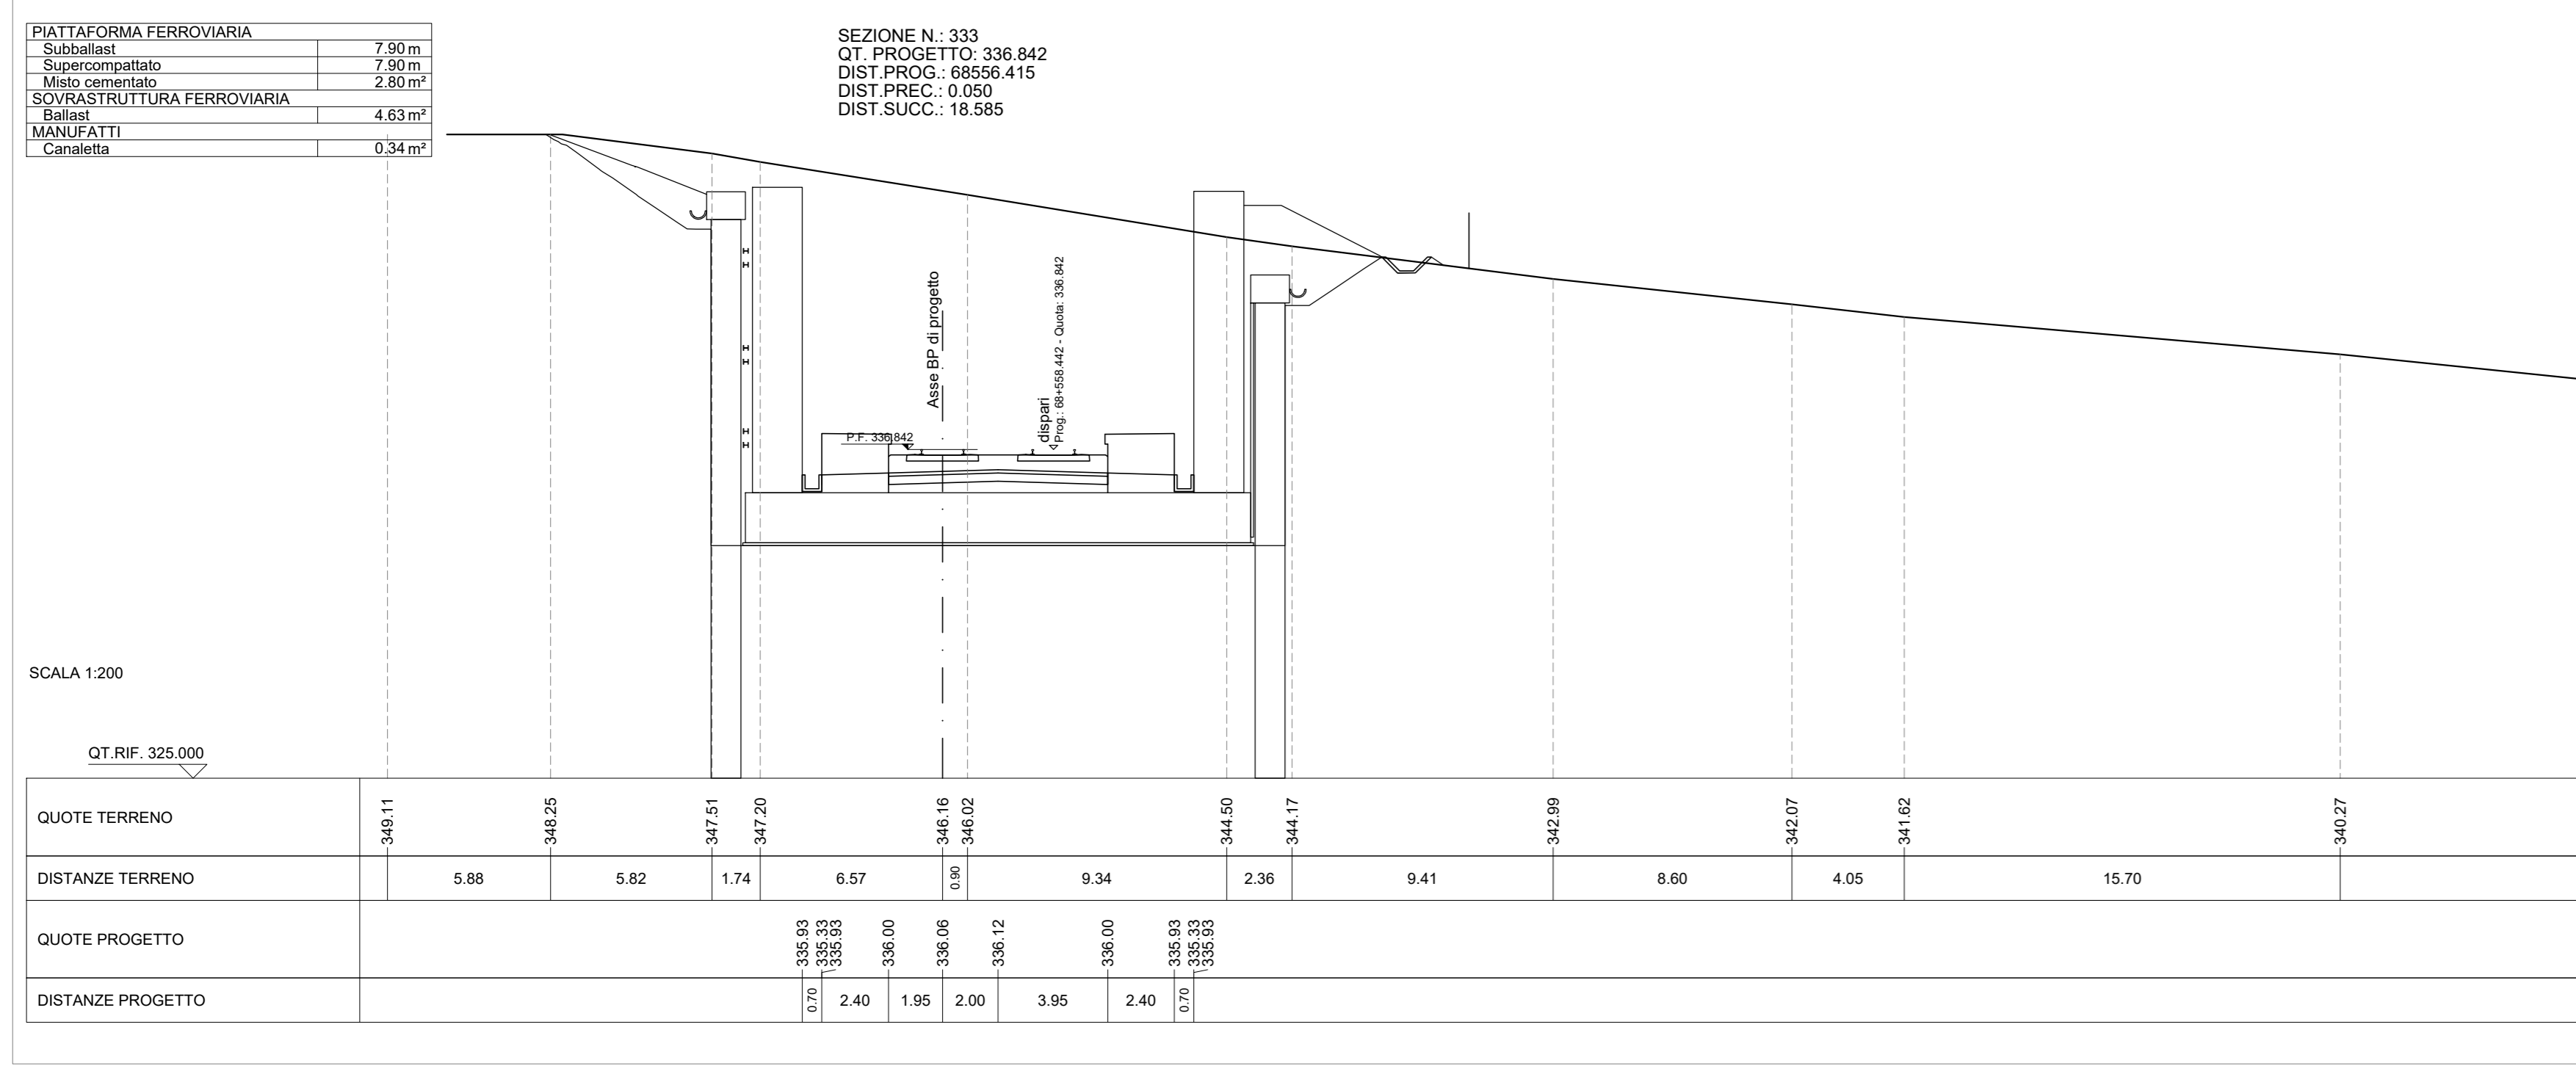 PIATTAFORMA FERROVIARIA
Subballast 7.90 m
Supercompattato 7.90 m
Misto cementato 2.80 m²
SOVRASTRUTTURA FERROVIARIA
Ballast 4.63 m²
MANUFATTI
Canaletta 0.34 m²
SEZIONE N.: 333
QT. PROGETTO: 336.842
DIST.PROG.: 68556.415
DIST.PREC.: 0.050
DIST.SUCC.: 18.585
Asse BP di progetto
dispari
Prog.: 68+558.442 - Quota: 336.842
P.F. 336.842
SCALA 1:200
QT.RIF. 325.000
QUOTE TERRENO 349.11 348.25 347.51 347.20 346.16 346.02 344.50 344.17 342.99 342.07 341.62 340.27
DISTANZE TERRENO 5.88 5.82 1.74 6.57 0.90 9.34 2.36 9.41 8.60 4.05 15.70
QUOTE PROGETTO 335.93 335.33 335.93 336.00 336.06 336.12 336.00 335.93 335.33 335.93
DISTANZE PROGETTO 0.70 2.40 1.95 2.00 3.95 2.40 0.70